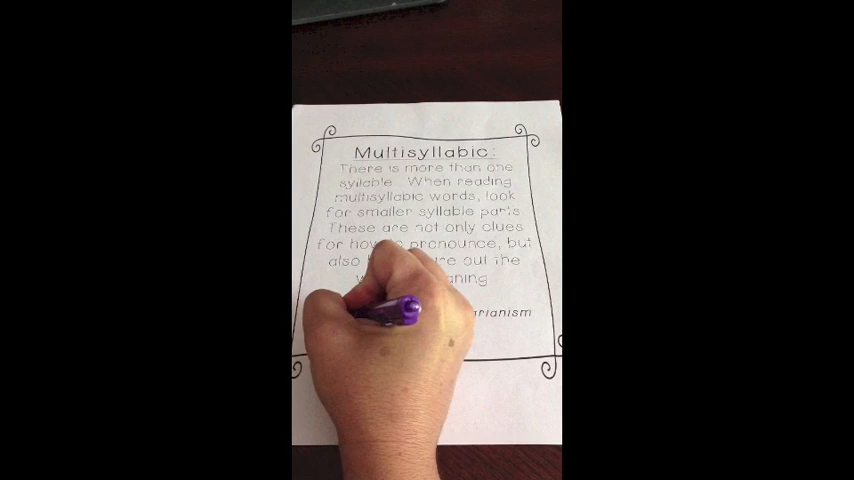 Multisyllabic:
There is more than one
syllable. When reading
multisyllabic words, look
for smaller syllable parts
These are not only clues
for how pronounce, but
also out the
arianism